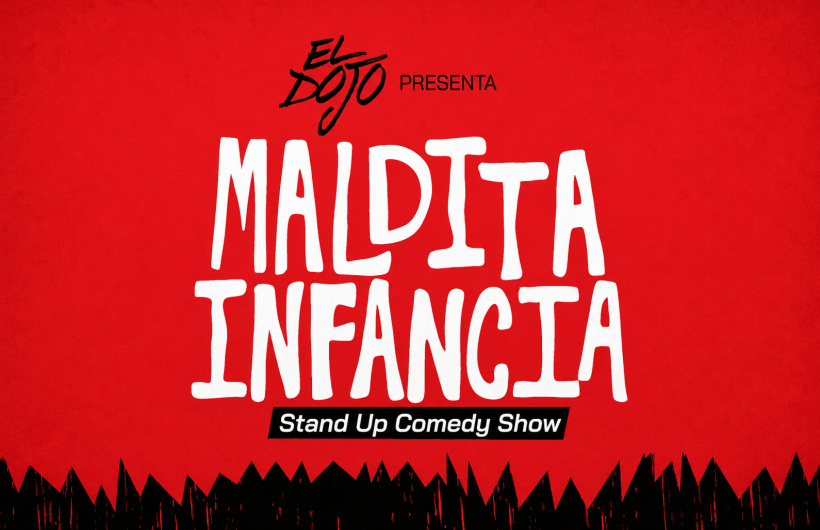 EL
DOJO PRESENTA
MALDITA
INFANCIA
Stand Up Comedy Show